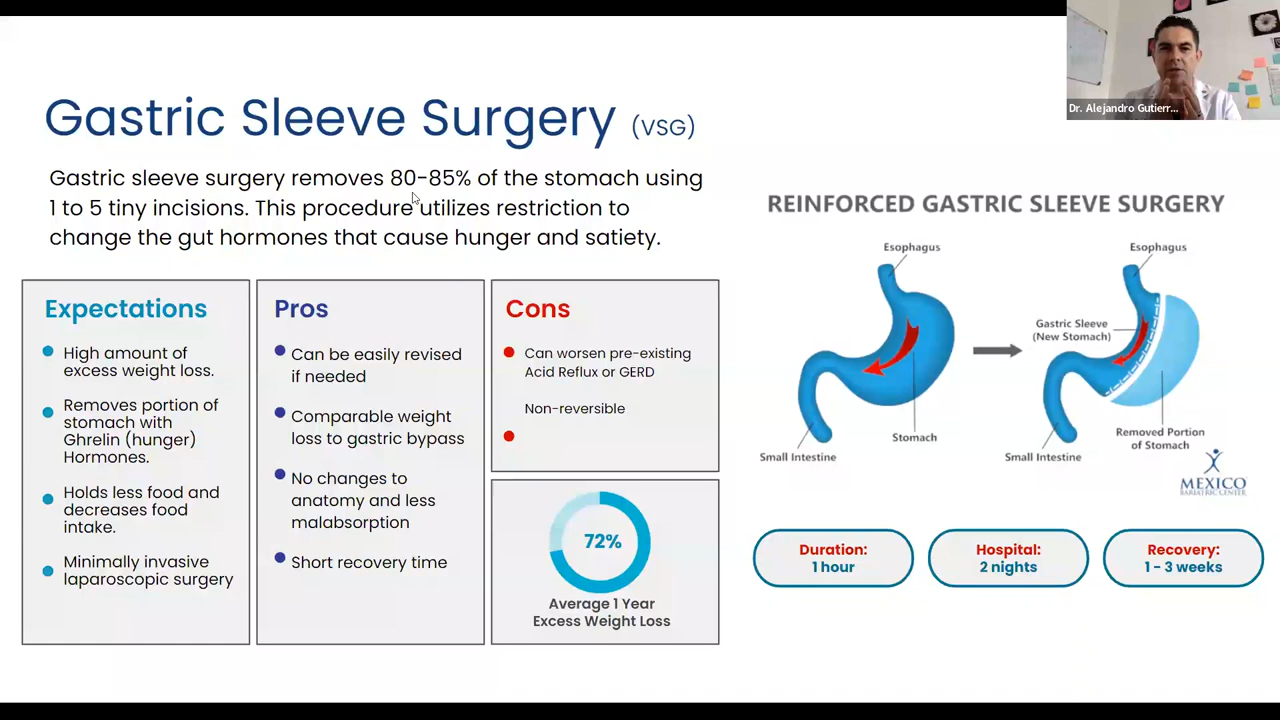 Dr. Alejandro Gutierr...
Gastric Sleeve Surgery (VSG)
Gastric sleeve surgery removes 80-85% of the stomach using
1 to 5 tiny incisions. This procedure utilizes restriction to
change the gut hormones that cause hunger and satiety.
Expectations
High amount of
excess weight loss.
Removes portion of
stomach with
Ghrelin (hunger)
Hormones.
Holds less food and
decreases food
intake.
Minimally invasive
laparoscopic surgery
Pros
Can be easily revised
if needed
Comparable weight
loss to gastric bypass
No changes to
anatomy and less
malabsorption
Short recovery time
Cons
Can worsen pre-existing
Acid Reflux or GERD
Non-reversible
72%
Average 1 Year
Excess Weight Loss
REINFORCED GASTRIC SLEEVE SURGERY
Esophagus
Stomach
Small Intestine
Esophagus
Gastric Sleeve
(New Stomach)
Removed Portion
of Stomach
Small Intestine
MEXICO
BARIATRIC CENTER
Duration:
1 hour
Hospital:
2 nights
Recovery:
1 - 3 weeks